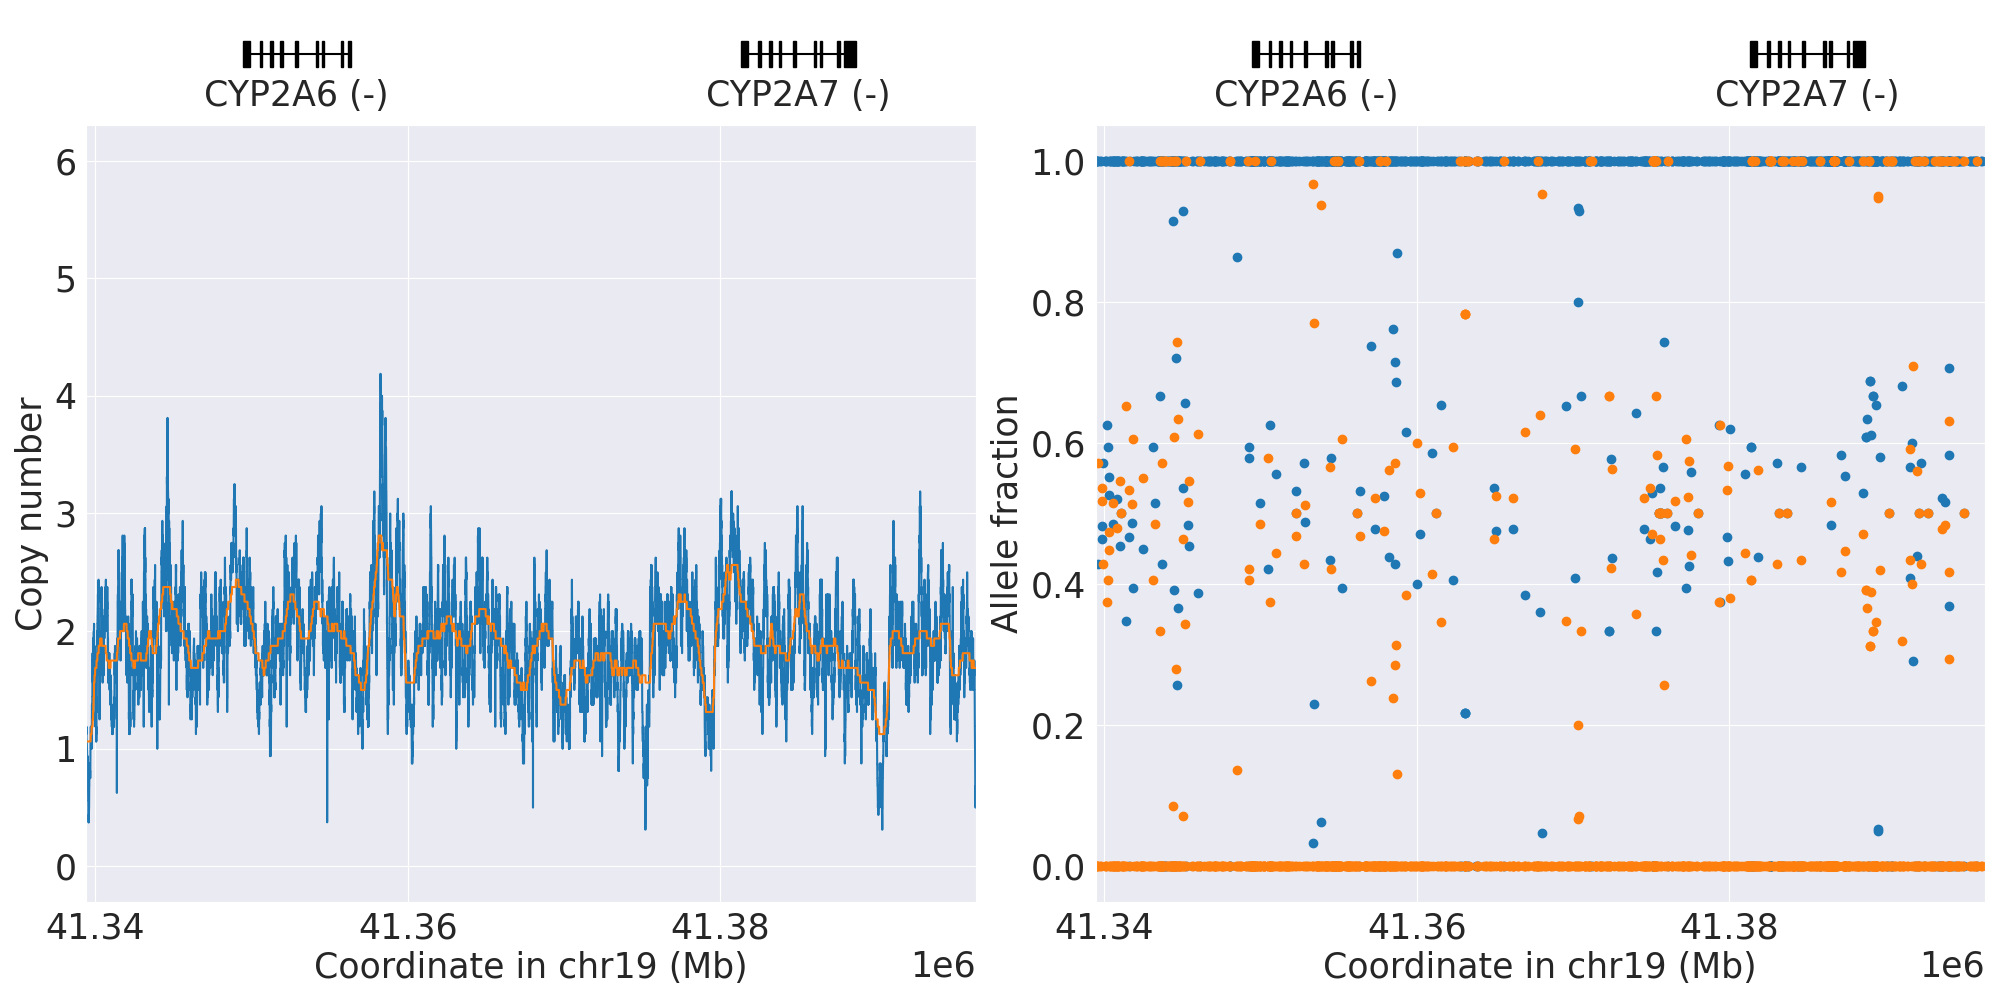 CYP2A6 (-)
CYP2A7 (-)
6
5
4
3
2
1
0
Copy number
41.34
41.36
41.38
Coordinate in chr19 (Mb)
1e6
CYP2A6 (-)
CYP2A7 (-)
1.0
0.8
0.6
0.4
0.2
0.0
Allele fraction
41.34
41.36
41.38
Coordinate in chr19 (Mb)
1e6